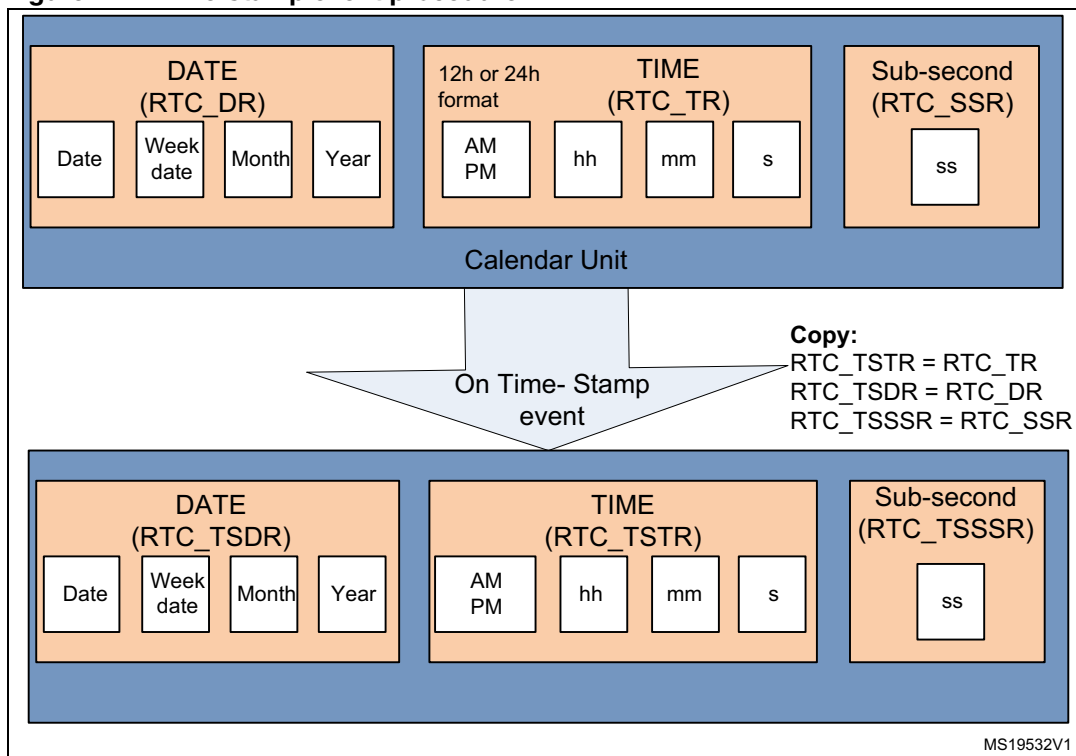 DATE
(RTC_DR)
Date
Week
date
Month
Year
12h or 24h
format
TIME
(RTC_TR)
AM
PM
hh
mm
s
Sub-second
(RTC_SSR)
ss
Calendar Unit
On Time- Stamp
event
Copy:
RTC_TSTR = RTC_TR
RTC_TSDR = RTC_DR
RTC_TSSSR = RTC_SSR
DATE
(RTC_TSDR)
Date
Week
date
Month
Year
TIME
(RTC_TSTR)
AM
PM
hh
mm
s
Sub-second
(RTC_TSSSR)
ss
MS19532V1